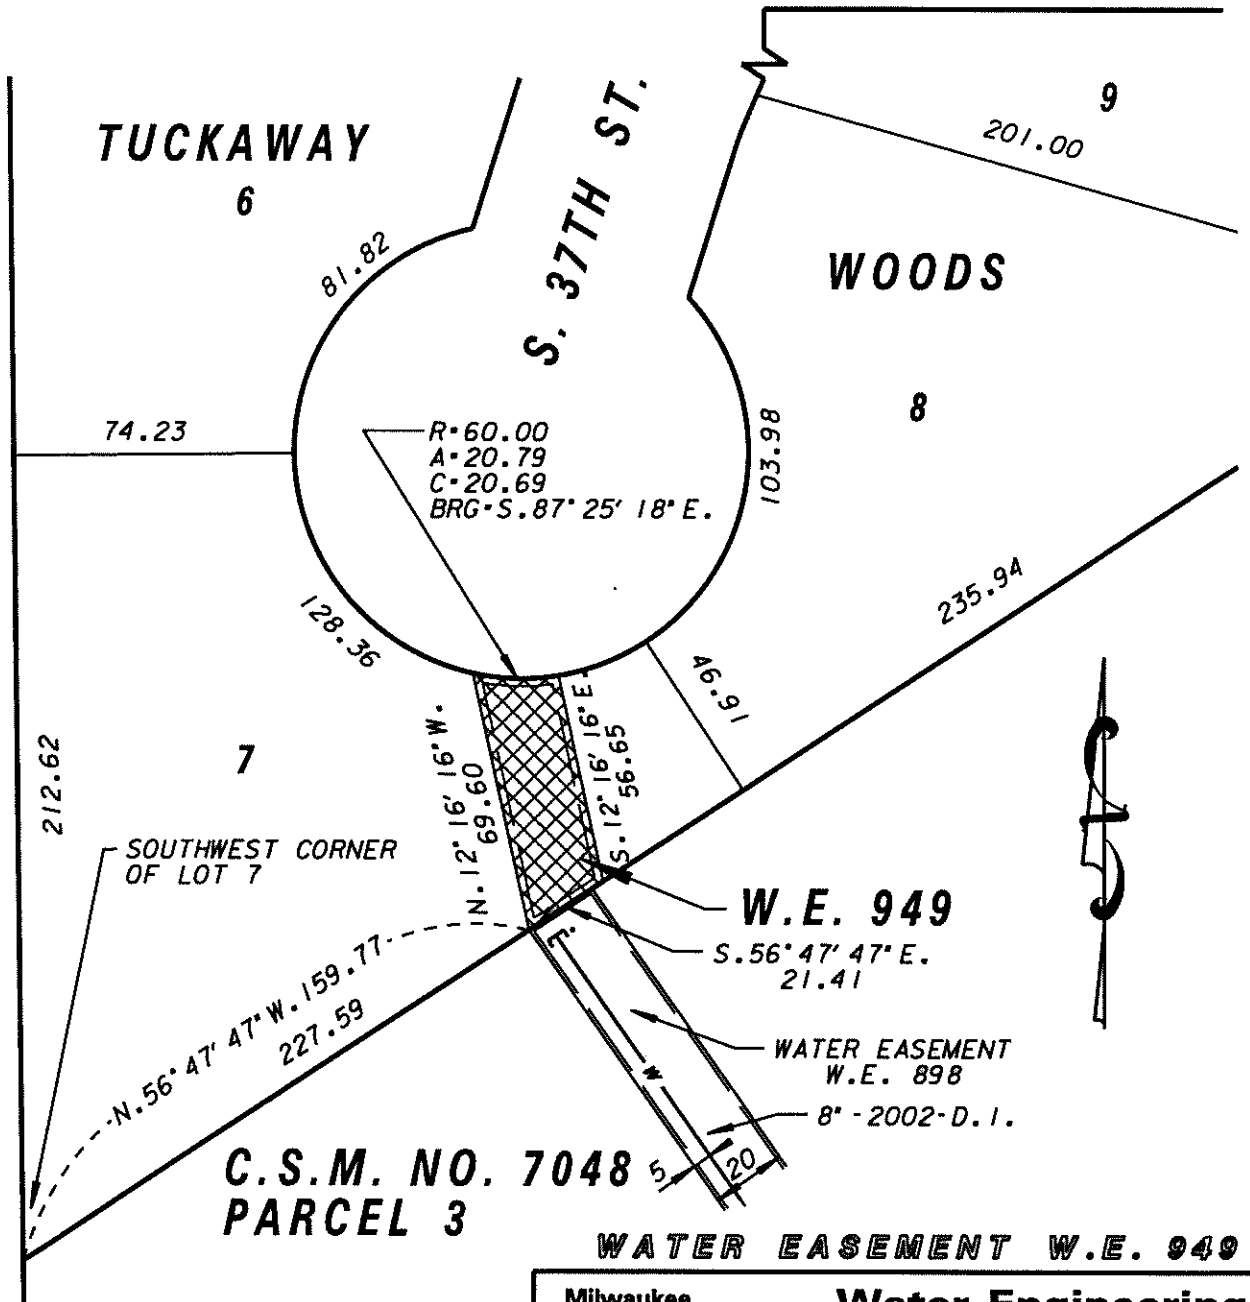 TUCKAWAY
6
9
201.00
S. 37TH ST.
81.82
WOODS
8
74.23
R=60.00
A=20.79
C=20.69
BRG=S.87°25'18"E.
103.98
235.94
128.36
46.91
7
212.62
N.12°16'16"W.
69.60
S.12°16'16"E.
56.65
SOUTHWEST CORNER
OF LOT 7
W.E. 949
S.56°47'47"E.
21.41
T.
N.56°47'47"W.159.77
227.59
WATER EASEMENT
W.E. 898
W
8"-2002-D.I.
5
20
C.S.M. NO. 7048
PARCEL 3
WATER EASEMENT W.E. 949
Milwaukee
Water Engineering